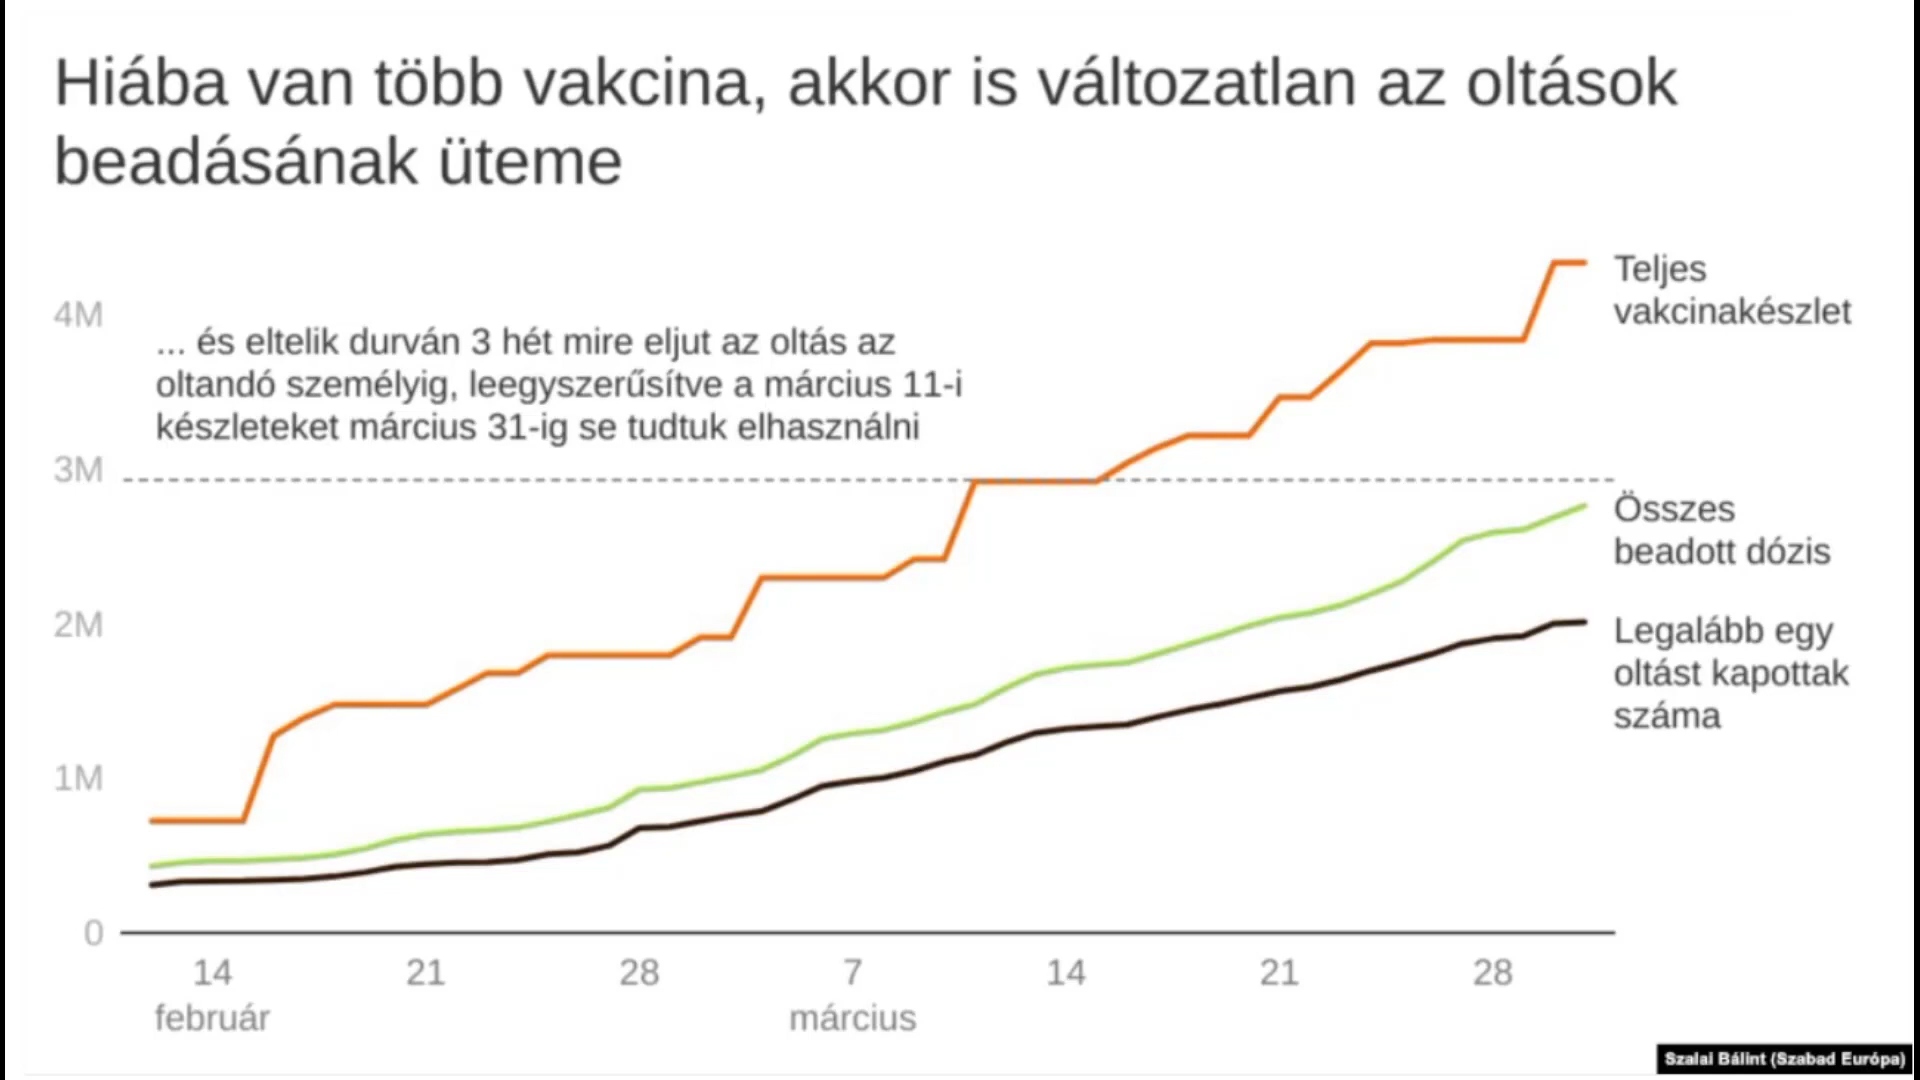 Hiába van több vakcina, akkor is változatlan az oltások
beadásának üteme
4M
... és eltelik durván 3 hét mire eljut az oltás az
oltandó személyig, leegyszerűsítve a március 11-i
készleteket március 31-ig se tudtuk elhasználni
3M
2M
1M
0
Teljes
vakcinakészlet
Összes
beadott dózis
Legalább egy
oltást kapottak
száma
14
21
28
7
14
21
28
február
március
Szalai Bálint (Szabad Európa)